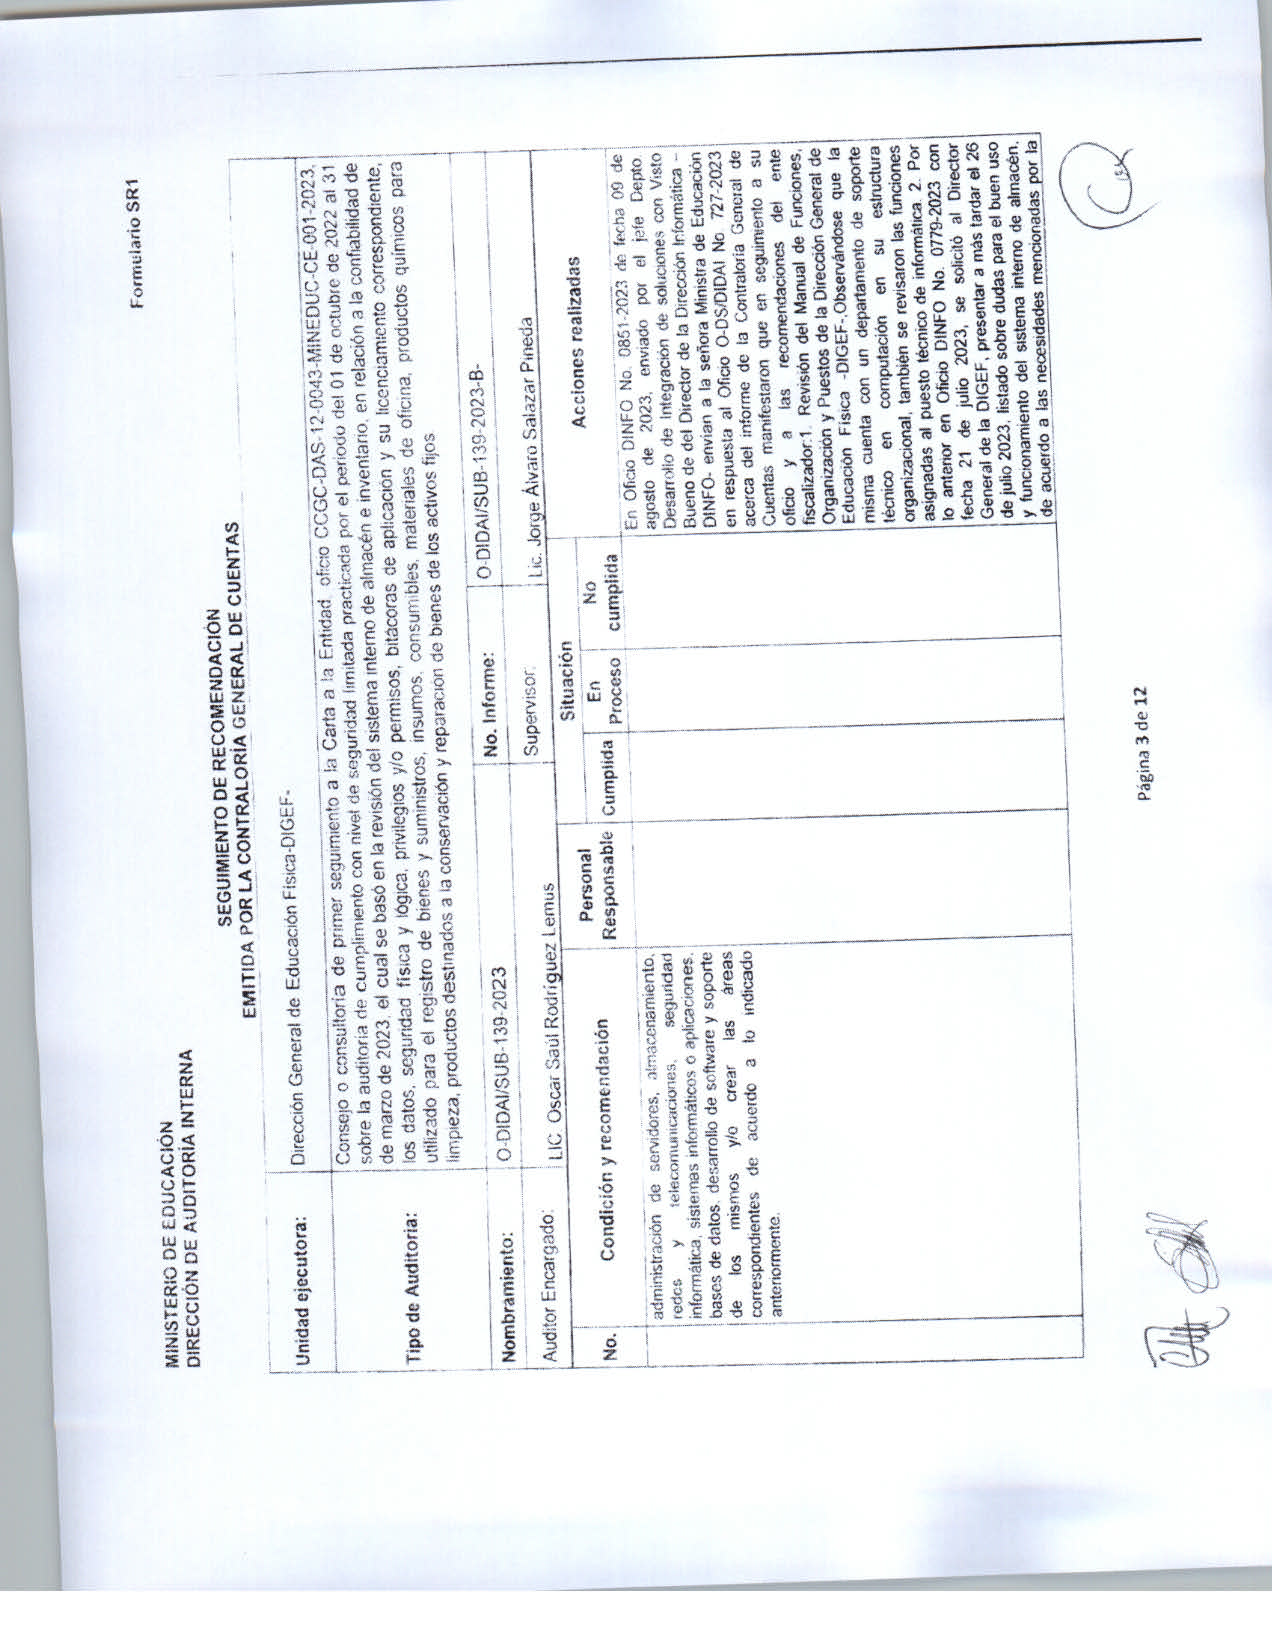 Formulario SR1
MINISTERIO DE EDUCACIÓN
DIRECCIÓN DE AUDITORÍA INTERNA
SEGUIMIENTO DE RECOMENDACIÓN
EMITIDA POR LA CONTRALORÍA GENERAL DE CUENTAS
Unidad ejecutora:
Dirección General de Educación Física-DIGEF-
Tipo de Auditoria:
Consejo o consultoría de primer seguimiento a la Carta a la Entidad, oficio CCGC-DAS-12-0043-MINEDUC-CE-001-2023,
sobre la auditoria de cumplimiento con nivel de seguridad limitada practicada por el periodo del 01 de octubre de 2022 al 31
de marzo de 2023, el cual se basó en la revisión del sistema interno de almacén e inventario, en relación a la confiabilidad de
los datos, seguridad física y lógica, privilegios y/o permisos, bitácoras de aplicación y su licenciamiento correspondiente,
utilizado para el registro de bienes y suministros, insumos, consumibles, materiales de oficina, productos químicos para
limpieza, productos destinados a la conservación y reparación de bienes de los activos fijos
Nombramiento:
O-DIDAI/SUB-139-2023
No. Informe:
O-DIDAI/SUB-139-2023-B-
Auditor Encargado:
LIC. Oscar Saúl Rodríguez Lemus
Supervisor:
Lic. Jorge Álvaro Salazar Pineda
No.
Condición y recomendación
Personal
Responsable
Situación
Cumplida
En
Proceso
No
cumplida
Acciones realizadas
administración de servidores, almacenamiento,
redes y telecomunicaciones, seguridad
informática, sistemas informáticos o aplicaciones,
bases de datos, desarrollo de software y soporte
de los mismos y/o crear las áreas
correspondientes de acuerdo a lo indicado
anteriormente.
En Oficio DINFO No. 0851-2023 de fecha 09 de
agosto de 2023, enviado por el jefe Depto.
Desarrollo de Integración de soluciones con Visto
Bueno de del Director de la Dirección Informática –
DINFO- envían a la señora Ministra de Educación
en respuesta al Oficio O-DS/DIDAI No. 727-2023
acerca del informe de la Contraloría General de
Cuentas manifestaron que en seguimiento a su
oficio y a las recomendaciones del ente
fiscalizador:1. Revisión del Manual de Funciones,
Organización y Puestos de la Dirección General de
Educación Física -DIGEF-,Observándose que la
misma cuenta con un departamento de soporte
técnico en computación en su estructura
organizacional, también se revisaron las funciones
asignadas al puesto técnico de informática. 2. Por
lo anterior en Oficio DINFO No. 0779-2023 con
fecha 21 de julio 2023, se solicitó al Director
General de la DIGEF, presentar a más tardar el 26
de julio 2023, listado sobre dudas para el buen uso
y funcionamiento del sistema interno de almacén,
de acuerdo a las necesidades mencionadas por la
Página 3 de 12